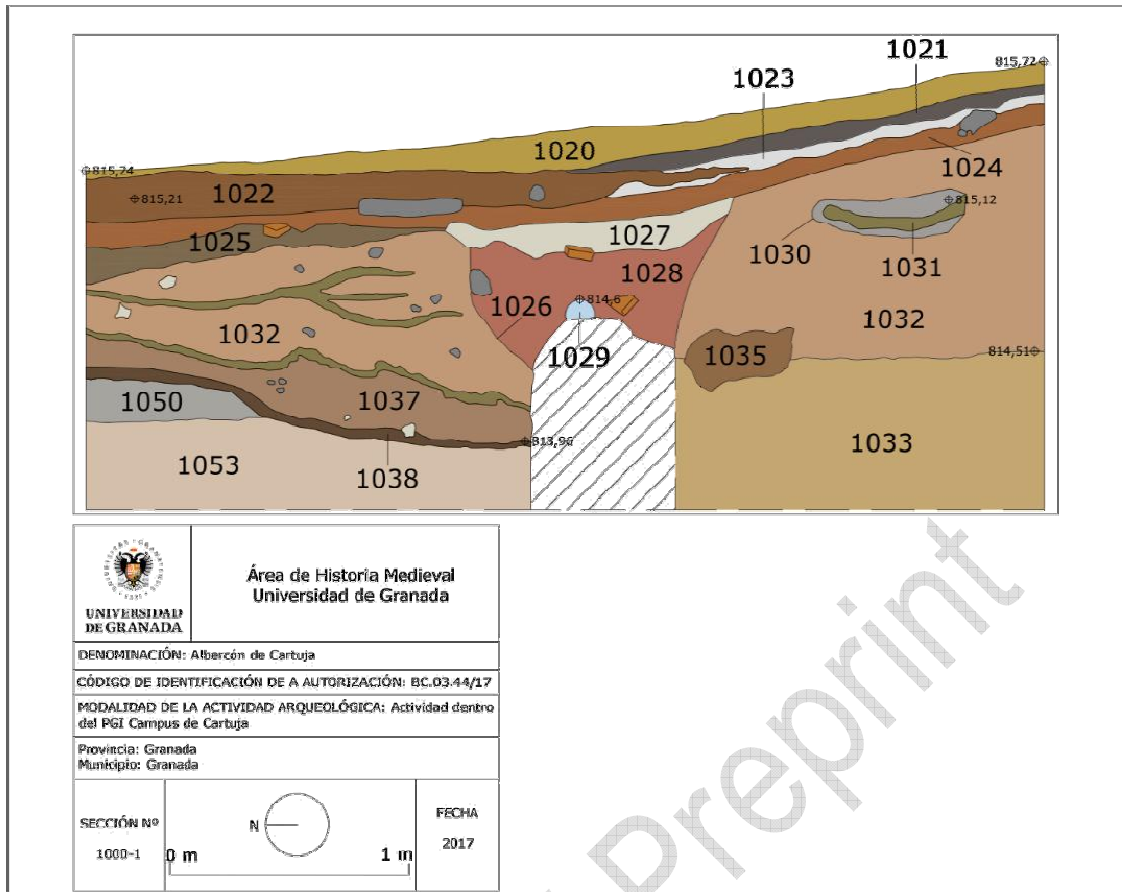 1021
815,72
1023
1020
1024
815,24
1022
815,21
815,12
1025
1027
1030
1031
1028
1026
814,6
1032
1032
1029
1035
814,51
1050
1037
813,96
1033
1053
1038
UNIVERSIDAD
DE GRANADA
Área de Historia Medieval
Universidad de Granada
DENOMINACIÓN: Albercón de Cartuja
CÓDIGO DE IDENTIFICACIÓN DE A AUTORIZACIÓN: BC.03.44/17
MODALIDAD DE LA ACTIVIDAD ARQUEOLÓGICA: Actividad dentro
del PGI Campus de Cartuja
Provincia: Granada
Municipio: Granada
SECCIÓN Nº
1000-1
N
0 m
1 m
FECHA
2017
Preprint